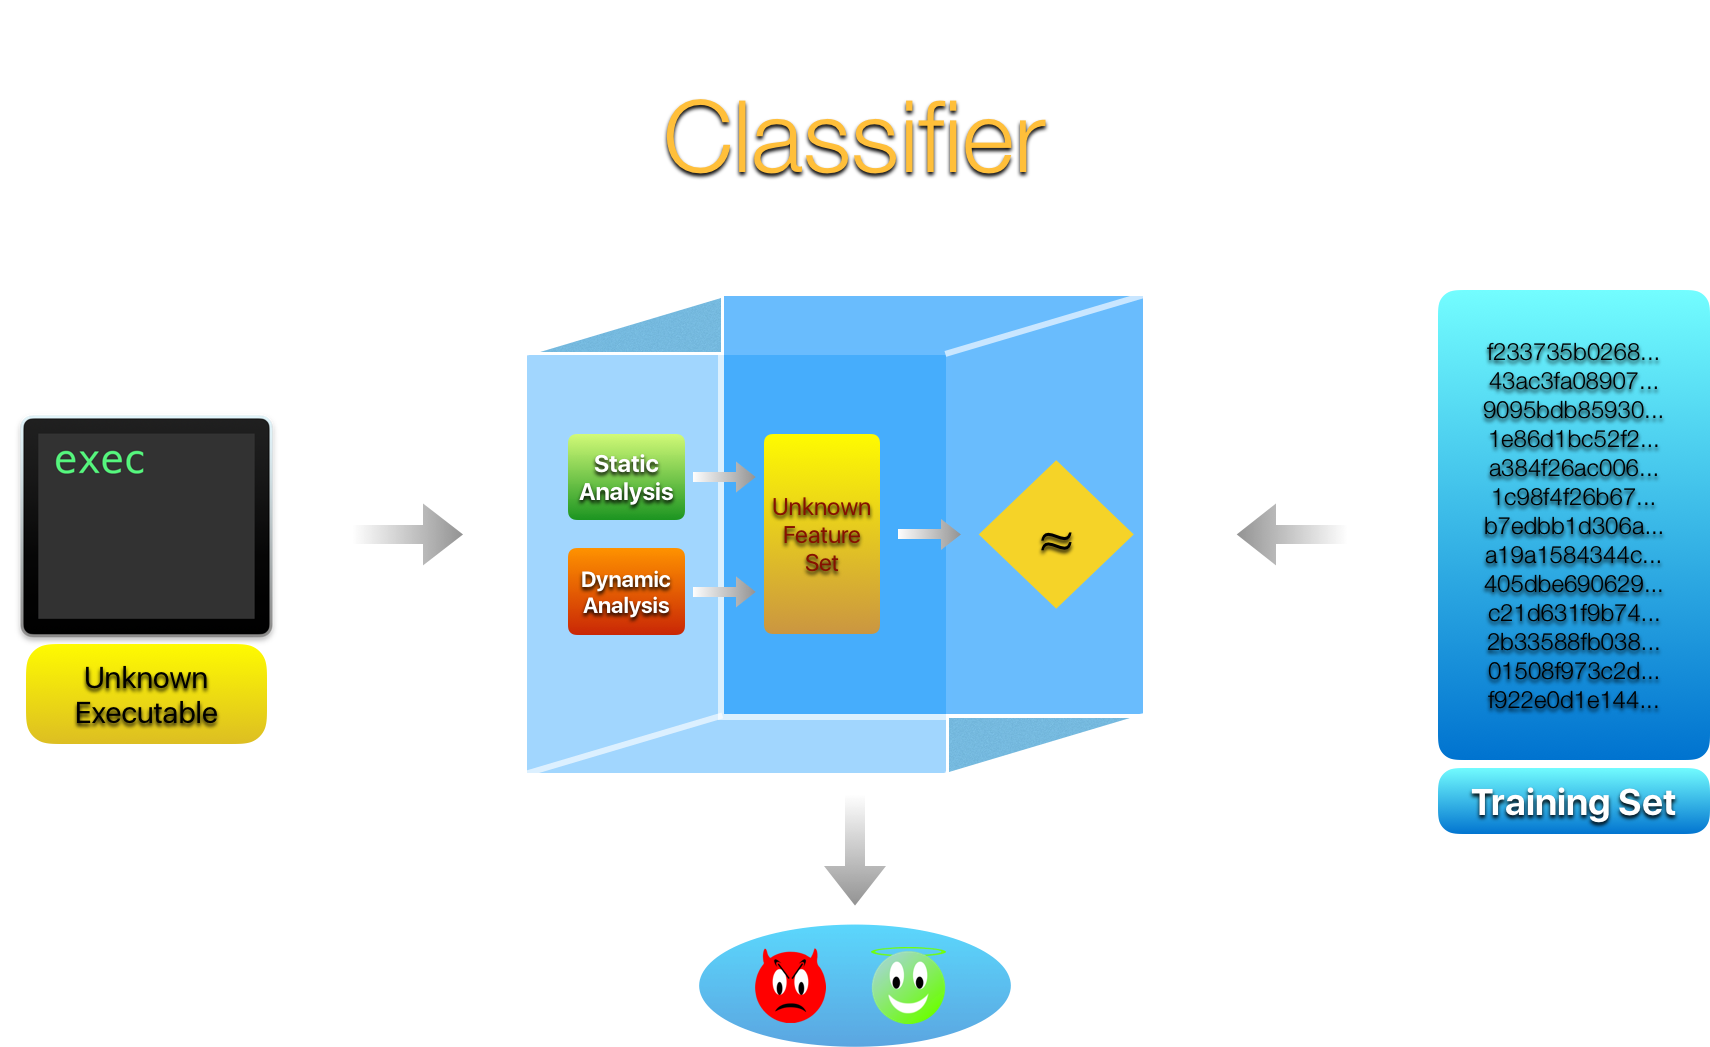 Classifier
exec
Unknown
Executable
Static
Analysis
Dynamic
Analysis
Unknown
Feature
Set
≈
f233735b0268...
43ac3fa08907...
9095bdb85930...
1e86d1bc52f2...
a384f26ac006...
1c98f4f26b67...
b7edbb1d306a...
a19a1584344c...
405dbe690629...
c21d631f9b74...
2b33588fb038...
01508f973c2d...
f922e0d1e144...
Training Set